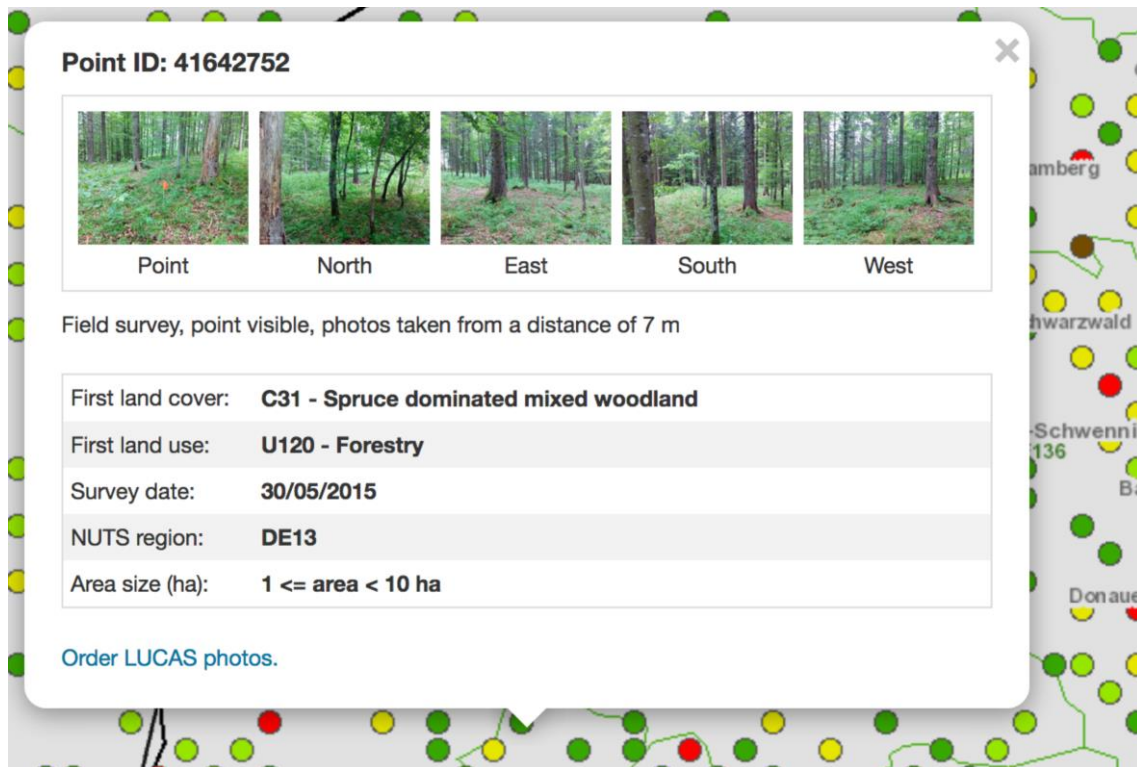 Point ID: 41642752
Point
North
East
South
West
Field survey, point visible, photos taken from a distance of 7 m
First land cover: C31 - Spruce dominated mixed woodland
First land use: U120 - Forestry
Survey date: 30/05/2015
NUTS region: DE13
Area size (ha): 1 <= area < 10 ha
Order LUCAS photos.
amberg
hwarzwald
-Schwenni
136
Ba
Donaue